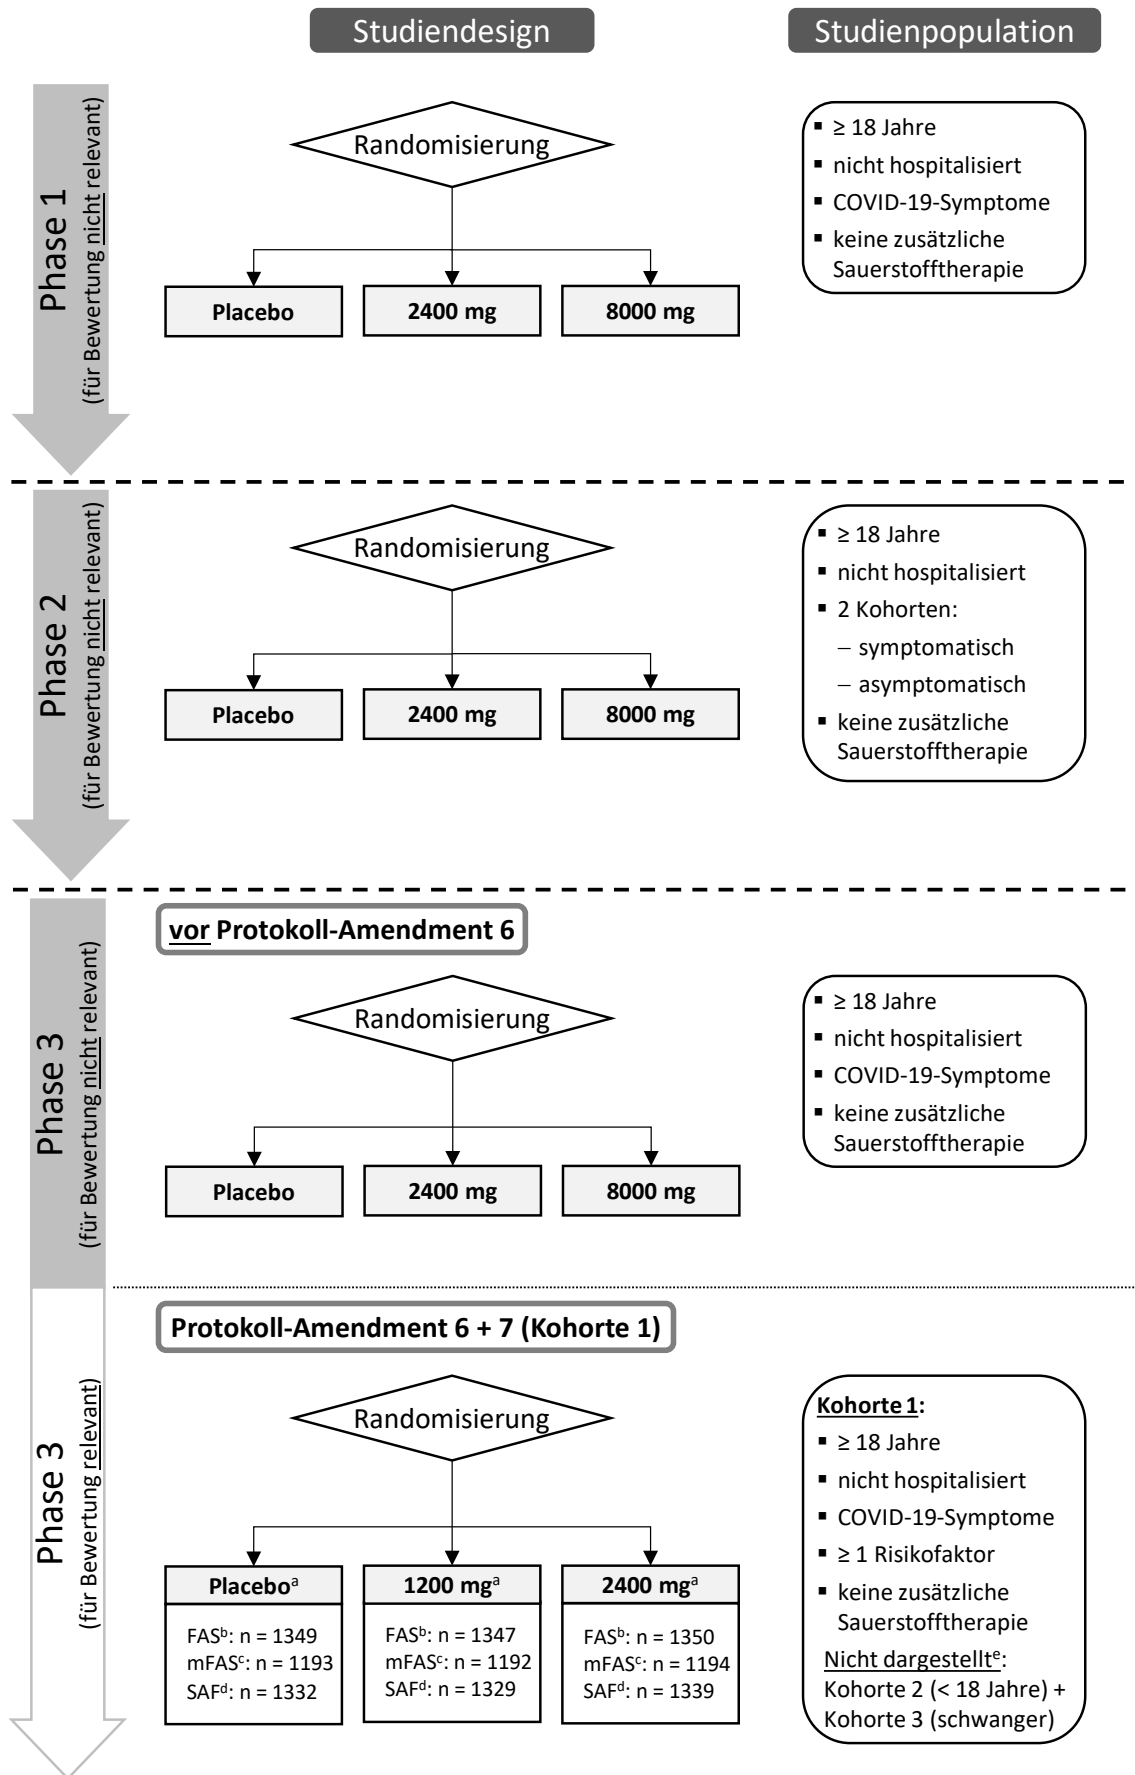 Studiendesign
Studienpopulation
Phase 1
(für Bewertung nicht relevant)
Randomisierung
Placebo
2400 mg
8000 mg
▪ ≥ 18 Jahre
▪ nicht hospitalisiert
▪ COVID-19-Symptome
▪ keine zusätzliche
Sauerstofftherapie
Phase 2
(für Bewertung nicht relevant)
Randomisierung
Placebo
2400 mg
8000 mg
▪ ≥ 18 Jahre
▪ nicht hospitalisiert
▪ 2 Kohorten:
– symptomatisch
– asymptomatisch
▪ keine zusätzliche
Sauerstofftherapie
Phase 3
(für Bewertung nicht relevant)
vor Protokoll-Amendment 6
Randomisierung
Placebo
2400 mg
8000 mg
▪ ≥ 18 Jahre
▪ nicht hospitalisiert
▪ COVID-19-Symptome
▪ keine zusätzliche
Sauerstofftherapie
Phase 3
(für Bewertung relevant)
Protokoll-Amendment 6 + 7 (Kohorte 1)
Randomisierung
Placeboᵃ
FASᵇ: n = 1349
mFASᶜ: n = 1193
SAFᵈ: n = 1332
1200 mgᵃ
FASᵇ: n = 1347
mFASᶜ: n = 1192
SAFᵈ: n = 1329
2400 mgᵃ
FASᵇ: n = 1350
mFASᶜ: n = 1194
SAFᵈ: n = 1339
Kohorte 1:
▪ ≥ 18 Jahre
▪ nicht hospitalisiert
▪ COVID-19-Symptome
▪ ≥ 1 Risikofaktor
▪ keine zusätzliche
Sauerstofftherapie
Nicht dargestelltᵉ:
Kohorte 2 (< 18 Jahre) +
Kohorte 3 (schwanger)